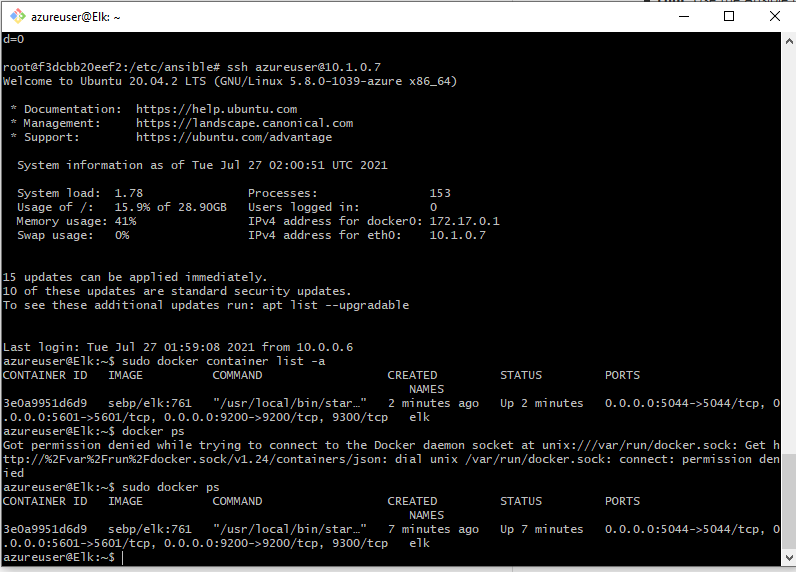 azureuser@Elk: ~
d=0
root@f3dcbb20eef2:/etc/ansible# ssh azureuser@10.1.0.7
Welcome to Ubuntu 20.04.2 LTS (GNU/Linux 5.8.0-1039-azure x86_64)
* Documentation:  https://help.ubuntu.com
* Management:     https://landscape.canonical.com
* Support:        https://ubuntu.com/advantage
System information as of Tue Jul 27 02:00:51 UTC 2021
System load:  1.78               Processes:                153
Usage of /:   15.9% of 28.90GB   Users logged in:          0
Memory usage: 41%                IPv4 address for docker0: 172.17.0.1
Swap usage:   0%                 IPv4 address for eth0:    10.1.0.7
15 updates can be applied immediately.
10 of these updates are standard security updates.
To see these additional updates run: apt list --upgradable
Last login: Tue Jul 27 01:59:08 2021 from 10.0.0.6
azureuser@Elk:~$ sudo docker container list -a
CONTAINER ID   IMAGE          COMMAND                  CREATED         STATUS         PORTS
NAMES
3e0a9951d6d9   sebp/elk:761   "/usr/local/bin/star…"   2 minutes ago   Up 2 minutes   0.0.0.0:5044->5044/tcp, 0
.0.0.0:5601->5601/tcp, 0.0.0.0:9200->9200/tcp, 9300/tcp   elk
azureuser@Elk:~$ docker ps
Got permission denied while trying to connect to the Docker daemon socket at unix:///var/run/docker.sock: Get h
ttp://%2Fvar%2Frun%2Fdocker.sock/v1.24/containers/json: dial unix /var/run/docker.sock: connect: permission den
ied
azureuser@Elk:~$ sudo docker ps
CONTAINER ID   IMAGE          COMMAND                  CREATED         STATUS         PORTS
NAMES
3e0a9951d6d9   sebp/elk:761   "/usr/local/bin/star…"   7 minutes ago   Up 7 minutes   0.0.0.0:5044->5044/tcp, 0
.0.0.0:5601->5601/tcp, 0.0.0.0:9200->9200/tcp, 9300/tcp   elk
azureuser@Elk:~$